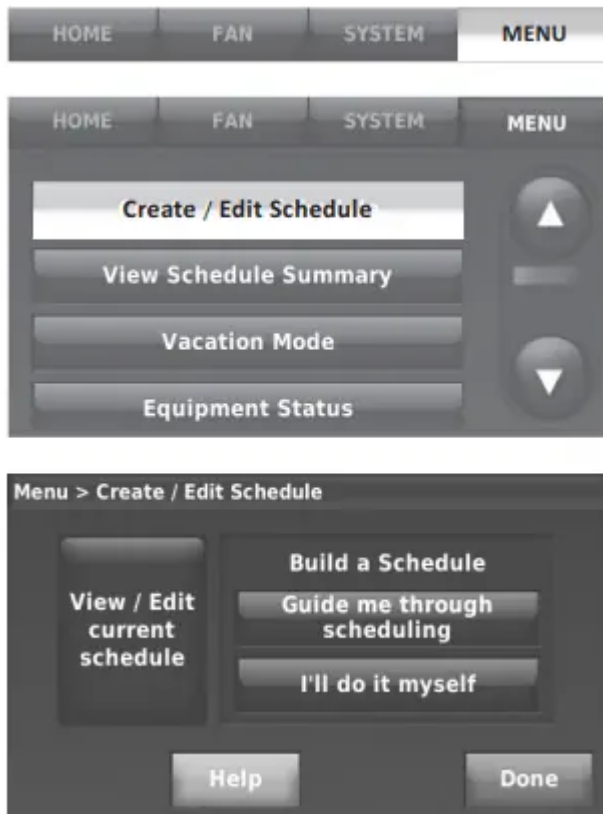 HOME FAN SYSTEM MENU
HOME FAN SYSTEM MENU
Create / Edit Schedule
View Schedule Summary
Vacation Mode
Equipment Status
Menu > Create / Edit Schedule
View / Edit
current
schedule
Build a Schedule
Guide me through
scheduling
I'll do it myself
Help
Done